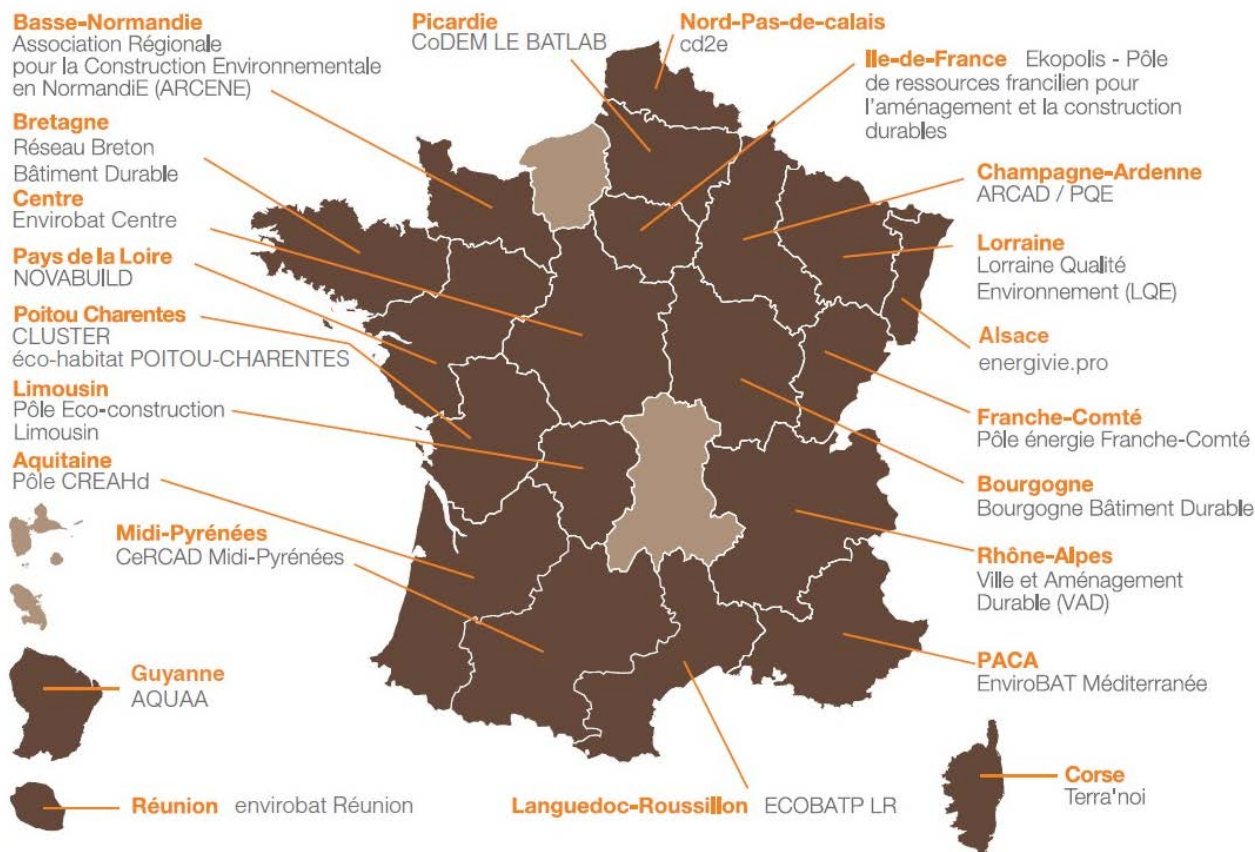 Basse-Normandie
Association Régionale
pour la Construction Environnementale
en NormandiE (ARCENE)
Bretagne
Réseau Breton
Bâtiment Durable
Centre
Envirobat Centre
Pays de la Loire
NOVABUILD
Poitou Charentes
CLUSTER
éco-habitat POITOU-CHARENTES
Limousin
Pôle Eco-construction
Limousin
Aquitaine
Pôle CREAHd
Midi-Pyrénées
CeRCAD Midi-Pyrénées
Guyanne
AQUAA
Réunion envirobat Réunion
Picardie
CoDEM LE BATLAB
Nord-Pas-de-calais
cd2e
Ile-de-France Ekopolis - Pôle
de ressources francilien pour
l'aménagement et la construction
durables
Champagne-Ardenne
ARCAD / PQE
Lorraine
Lorraine Qualité
Environnement (LQE)
Alsace
energivie.pro
Franche-Comté
Pôle énergie Franche-Comté
Bourgogne
Bourgogne Bâtiment Durable
Rhône-Alpes
Ville et Aménagement
Durable (VAD)
PACA
EnviroBAT Méditerranée
Corse
Terra'noi
Languedoc-Roussillon ECOBATP LR